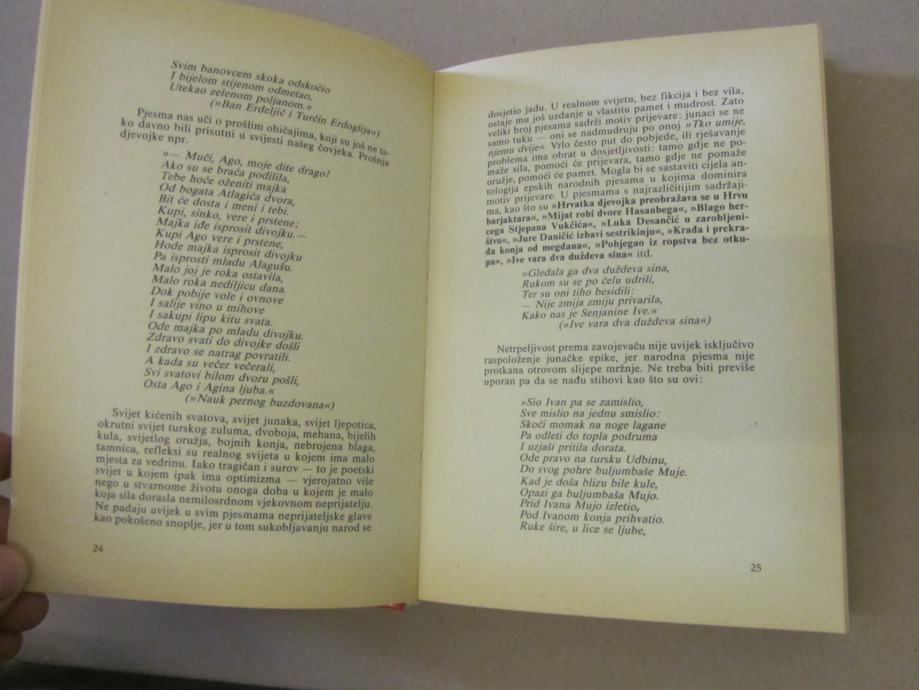 Svim banovcem skoka odskočio
I bijelom stijenom odmetao,
Utekao zelenom poljanom.«
(»Ban Erdeljić i Turčin Erdoglija«)
Pjesma nas uči o prošlim običajima, koji su još ne ta-
ko davno bili prisutni u svijesti našeg čovjeka. Prošnja
djevojke npr.
»— Muči, Ago, moje dite drago!
Ako su se braća podilila,
Tebe hoće oženiti majka
Od bogata Atlagića dvora,
Bit će dosta i meni i tebi.
Kupi, sinko, vere i prstene;
Majka iđe isprosit divojku. —
Kupi Ago vere i prstene,
Hode majka isprosit divojku
Pa isprosti mladu Alagušu.
Malo joj je roka ostavila,
Malo roka nediljicu dana.
Dok pobije vole i ovnove
I salije vino u mihove
I sakupi lipu kitu svata.
Ode majka po mladu divojku.
Zdravo svati do divojke došli
I zdravo se natrag povratili.
A kada su večer večerali,
Svi svatovi bilom dvoru pošli,
Osta Ago i Agina ljuba.«
(»Nauk pernog buzdovana«)
Svijet kićenih svatova, svijet junaka, svijet ljepotica,
okrutni svijet turskog zuluma, dvoboja, mehana, bijelih
kula, svijetlog oružja, bojnih konja, nebrojena blaga,
tamnica, refleksi su realnog svijeta u kojem ima malo
mjesta za vedrinu. Iako tragičan i surov — to je poetski
svijet u kojem ipak ima optimizma — vjerojatno više
nego u stvarnome životu onoga doba u kojem je malo
koja sila dorasla nemilosrdnom vjekovnom neprijatelju.
Ne padaju uvijek u svim pjesmama neprijateljske glave
kao pokošeno snoplje, jer u tom sukobljavanju narod se
24
dosjetio jadu. U realnom svijetu, bez fikcija i bez vila,
ostaje mu još uzdanje u vlastitu pamet i mudrost. Zato
veliki broj pjesama sadrži motiv prijevare: junaci se ne
samo tuku — oni se nadmudruju po onoj »Tko umije,
njemu dvije«. Vrlo često put do pobjede, ili rješavanje
problema ima obrat u dosjetljivosti: tamo gdje ne po-
maže sila, pomoći će prijevara, tamo gdje ne pomaže
oružje, pomoći će pamet. Mogla bi se sastaviti cijela an-
tologija epskih narodnih pjesama u kojima dominira
motiv prijevare. U pjesmama s najrazličitijim sadržaji-
ma, kao što su »Hrvatka djevojka preobražava se u Hrvu
barjaktara«, »Mijat robi dvore Hasanbega«, »Blago her-
cega Stjepana Vukčića«, »Luka Desančić u zarobljeni-
štvu«, »Jure Daničić izbavi sestrikinju«, »Krađa i prekra-
đa konja od megdana«, »Pobjegao iz ropstva bez otku-
pa«, »Ive vara dva duždeva sina« itd.
»Gledala ga dva duždeva sina,
Rukom su se po čelu udrili,
Ter su oni tiho besidili:
— Nije zmija zmiju privarila,
Kako nas je Senjanine Ive.«
(»Ive vara dva duždeva sina«)
Netrpeljivost prema zavojevaču nije uvijek isključivo
raspoloženje junačke epike, jer narodna pjesma nije
protkana otrovom slijepe mržnje. Ne treba biti previše
uporan pa da se nađu stihovi kao što su ovi:
»Sio Ivan pa se zamislio,
Sve mislio na jednu smislio:
Skoči momak na noge lagane
Pa odleti do topla podruma
I uzjaši pritila dorata.
Ode pravo na tursku Udbinu,
Do svog pobre buljumbaše Muje.
Kad je doša blizu bile kule,
Opazi ga buljumbaša Mujo.
Prid Ivana Mujo izletio,
Pod Ivanom konja prihvatio.
Ruke šire, u lice se ljube,
25